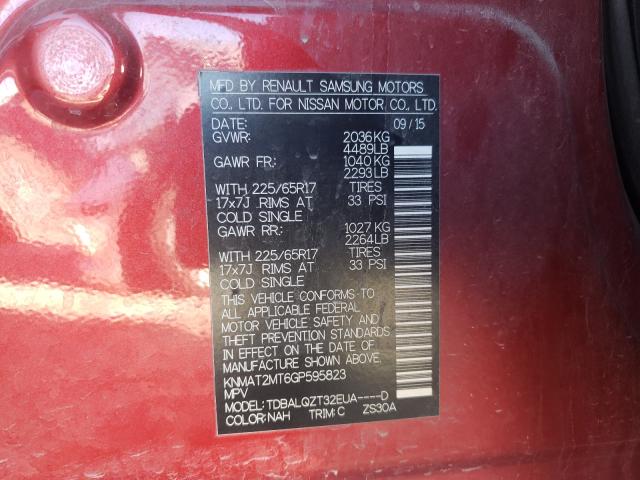 MFD BY RENAULT SAMSUNG MOTORS
CO., LTD. FOR NISSAN MOTOR CO., LTD.
DATE: 09/15
GVWR: 2036KG
4489LB
GAWR FR: 1040 KG
2293LB
WITH 225/65R17 TIRES
17x7J RIMS AT 33 PSI
COLD SINGLE
GAWR RR: 1027 KG
2264LB
WITH 225/65R17 TIRES
17x7J RIMS AT 33 PSI
COLD SINGLE
THIS VEHICLE CONFORMS TO
ALL APPLICABLE FEDERAL
MOTOR VEHICLE SAFETY AND
THEFT PREVENTION STANDARDS
IN EFFECT ON THE DATE OF
MANUFACTURE SHOWN ABOVE.
KNMAT2MT6GP595823
MPV
MODEL: TDBALQZT32EUA----D
COLOR: NAH TRIM: C ZS30A